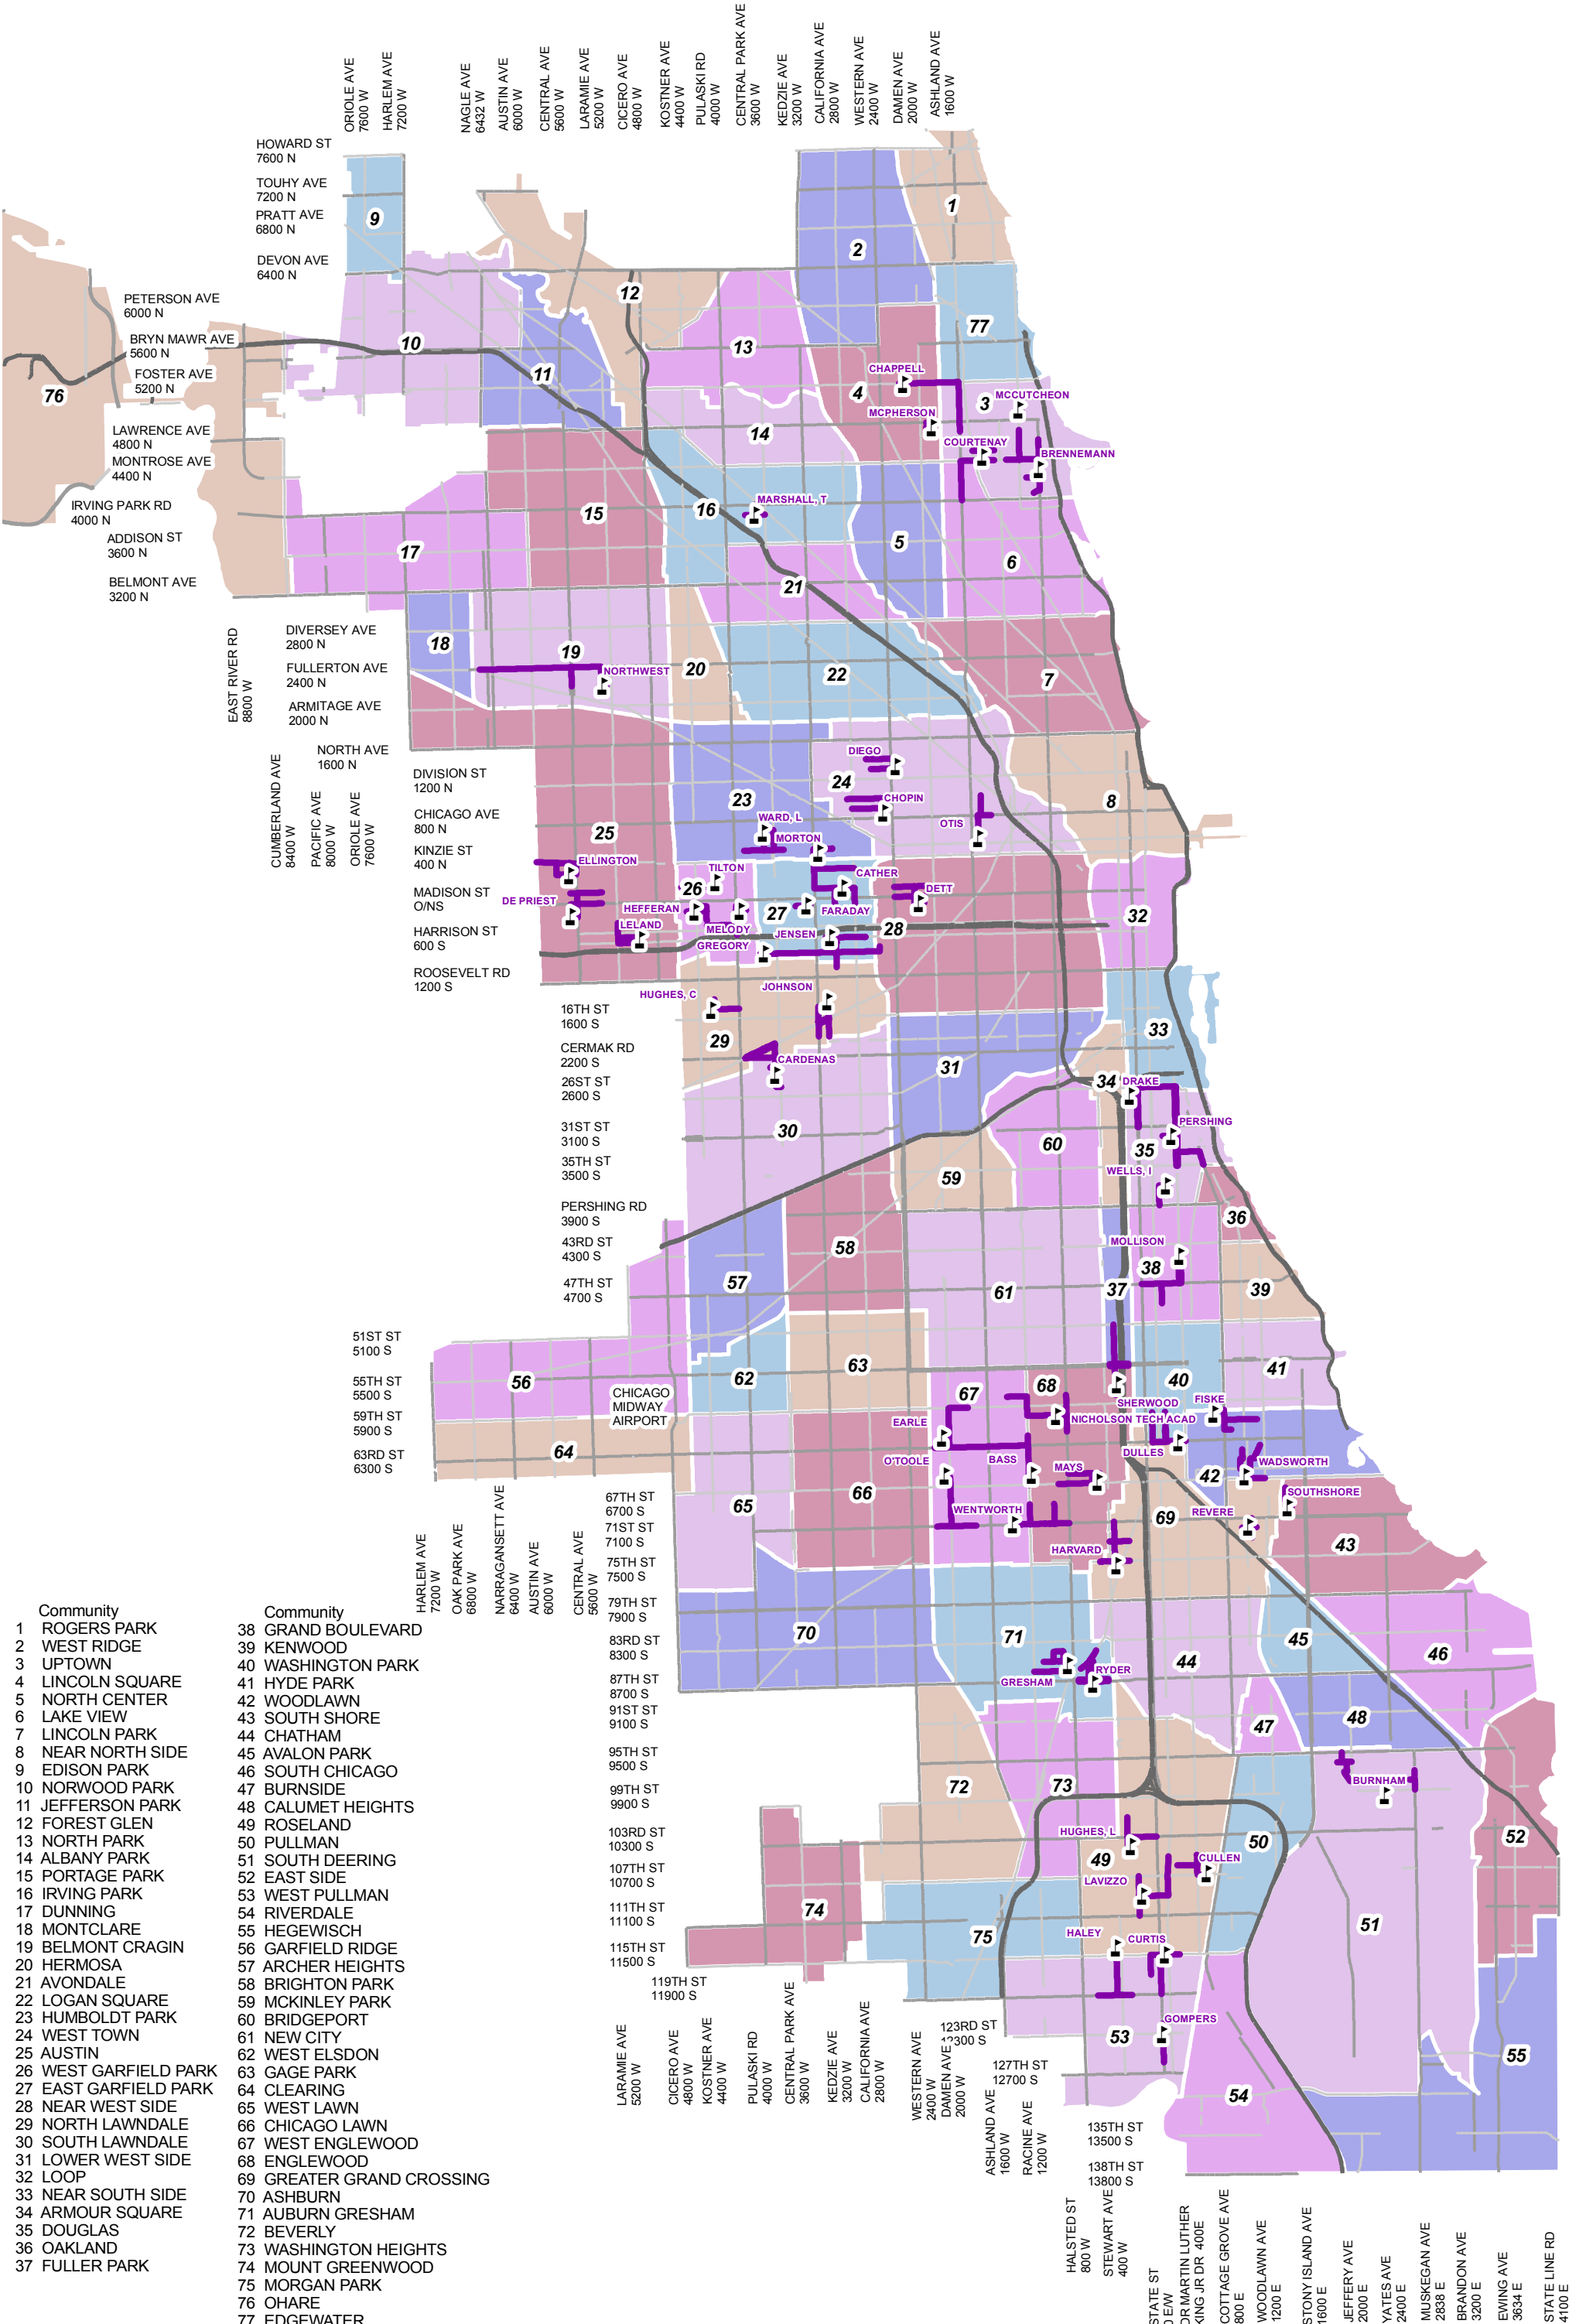 ORIOLE AVE
7600 W
HARLEM AVE
7200 W
NAGLE AVE
6432 W
AUSTIN AVE
6000 W
CENTRAL AVE
5600 W
LARAMIE AVE
5200 W
CICERO AVE
4800 W
KOSTNER AVE
4400 W
PULASKI RD
4000 W
CENTRAL PARK AVE
3600 W
KEDZIE AVE
3200 W
CALIFORNIA AVE
2800 W
WESTERN AVE
2400 W
DAMEN AVE
2000 W
ASHLAND AVE
1600 W
HOWARD ST
7600 N
TOUHY AVE
7200 N
PRATT AVE
6800 N
DEVON AVE
6400 N
PETERSON AVE
6000 N
BRYN MAWR AVE
5600 N
FOSTER AVE
5200 N
LAWRENCE AVE
4800 N
MONTROSE AVE
4400 N
IRVING PARK RD
4000 N
ADDISON ST
3600 N
BELMONT AVE
3200 N
DIVERSEY AVE
2800 N
FULLERTON AVE
2400 N
ARMITAGE AVE
2000 N
NORTH AVE
1600 N
DIVISION ST
1200 N
CHICAGO AVE
800 N
KINZIE ST
400 N
MADISON ST
O/NS
HARRISON ST
600 S
ROOSEVELT RD
1200 S
16TH ST
1600 S
CERMAK RD
2200 S
26ST ST
2600 S
31ST ST
3100 S
35TH ST
3500 S
PERSHING RD
3900 S
43RD ST
4300 S
47TH ST
4700 S
51ST ST
5100 S
55TH ST
5500 S
59TH ST
5900 S
63RD ST
6300 S
67TH ST
6700 S
71ST ST
7100 S
75TH ST
7500 S
79TH ST
7900 S
83RD ST
8300 S
87TH ST
8700 S
91ST ST
9100 S
95TH ST
9500 S
99TH ST
9900 S
103RD ST
10300 S
107TH ST
10700 S
111TH ST
11100 S
115TH ST
11500 S
119TH ST
11900 S
123RD ST
12300 S
127TH ST
12700 S
135TH ST
13500 S
138TH ST
13800 S
EAST RIVER RD
8800 W
CUMBERLAND AVE
8400 W
PACIFIC AVE
8000 W
ORIOLE AVE
7600 W
HARLEM AVE
7200 W
OAK PARK AVE
6800 W
NARRAGANSETT AVE
6400 W
AUSTIN AVE
6000 W
CENTRAL AVE
5600 W
LARAMIE AVE
5200 W
CICERO AVE
4800 W
KOSTNER AVE
4400 W
PULASKI RD
4000 W
CENTRAL PARK AVE
3600 W
KEDZIE AVE
3200 W
CALIFORNIA AVE
2800 W
WESTERN AVE
2400 W
DAMEN AVE
2000 W
ASHLAND AVE
1600 W
RACINE AVE
1200 W
HALSTED ST
800 W
STEWART AVE
400 W
STATE ST
0 E/W
DR MARTIN LUTHER
KING JR DR 400E
COTTAGE GROVE AVE
800 E
WOODLAWN AVE
1200 E
STONY ISLAND AVE
1600 E
JEFFERY AVE
2000 E
YATES AVE
2400 E
MUSKEGAN AVE
2838 E
BRANDON AVE
3200 E
EWING AVE
3634 E
STATE LINE RD
4100 E
1
2
9
12
77
13
10
11
76
CHAPPELL
4
3
MCCUTCHEON
MCPHERSON
14
COURTENAY
BRENNEMANN
MARSHALL, T
15
16
17
5
6
21
18
19
NORTHWEST
20
22
7
DIEGO
24
23
CHOPIN
8
WARD, L
OTIS
25
MORTON
ELLINGTON
TILTON
CATHER
26
DETT
DE PRIEST
HEFFERAN
27
FARADAY
32
LELAND
MELODY
JENSEN
28
GREGORY
JOHNSON
HUGHES, C
33
29
CARDENAS
31
34
DRAKE
30
PERSHING
60
35
WELLS, I
59
36
MOLLISON
58
38
57
37
39
61
63
41
56
62
40
CHICAGO
MIDWAY
AIRPORT
67
68
SHERWOOD
FISKE
EARLE
NICHOLSON TECH ACAD
64
DULLES
O'TOOLE
BASS
MAYS
WADSWORTH
42
66
SOUTHSHORE
65
WENTWORTH
REVERE
69
43
HARVARD
70
71
45
44
46
RYDER
GRESHAM
48
47
BURNHAM
72
73
HUGHES, L
50
52
49
CULLEN
LAVIZZO
74
51
HALEY
CURTIS
75
GOMPERS
53
55
54
Community
1 ROGERS PARK
2 WEST RIDGE
3 UPTOWN
4 LINCOLN SQUARE
5 NORTH CENTER
6 LAKE VIEW
7 LINCOLN PARK
8 NEAR NORTH SIDE
9 EDISON PARK
10 NORWOOD PARK
11 JEFFERSON PARK
12 FOREST GLEN
13 NORTH PARK
14 ALBANY PARK
15 PORTAGE PARK
16 IRVING PARK
17 DUNNING
18 MONTCLARE
19 BELMONT CRAGIN
20 HERMOSA
21 AVONDALE
22 LOGAN SQUARE
23 HUMBOLDT PARK
24 WEST TOWN
25 AUSTIN
26 WEST GARFIELD PARK
27 EAST GARFIELD PARK
28 NEAR WEST SIDE
29 NORTH LAWNDALE
30 SOUTH LAWNDALE
31 LOWER WEST SIDE
32 LOOP
33 NEAR SOUTH SIDE
34 ARMOUR SQUARE
35 DOUGLAS
36 OAKLAND
37 FULLER PARK
Community
38 GRAND BOULEVARD
39 KENWOOD
40 WASHINGTON PARK
41 HYDE PARK
42 WOODLAWN
43 SOUTH SHORE
44 CHATHAM
45 AVALON PARK
46 SOUTH CHICAGO
47 BURNSIDE
48 CALUMET HEIGHTS
49 ROSELAND
50 PULLMAN
51 SOUTH DEERING
52 EAST SIDE
53 WEST PULLMAN
54 RIVERDALE
55 HEGEWISCH
56 GARFIELD RIDGE
57 ARCHER HEIGHTS
58 BRIGHTON PARK
59 MCKINLEY PARK
60 BRIDGEPORT
61 NEW CITY
62 WEST ELSDON
63 GAGE PARK
64 CLEARING
65 WEST LAWN
66 CHICAGO LAWN
67 WEST ENGLEWOOD
68 ENGLEWOOD
69 GREATER GRAND CROSSING
70 ASHBURN
71 AUBURN GRESHAM
72 BEVERLY
73 WASHINGTON HEIGHTS
74 MOUNT GREENWOOD
75 MORGAN PARK
76 OHARE
77 EDGEWATER